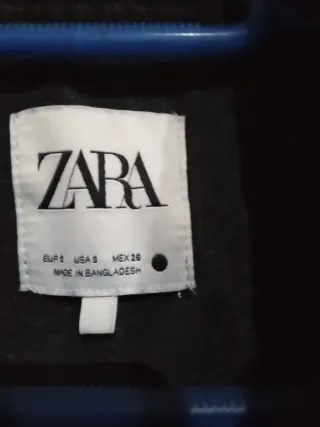 ZARA
EUR S USA S MEX 26
MADE IN BANGLADESH